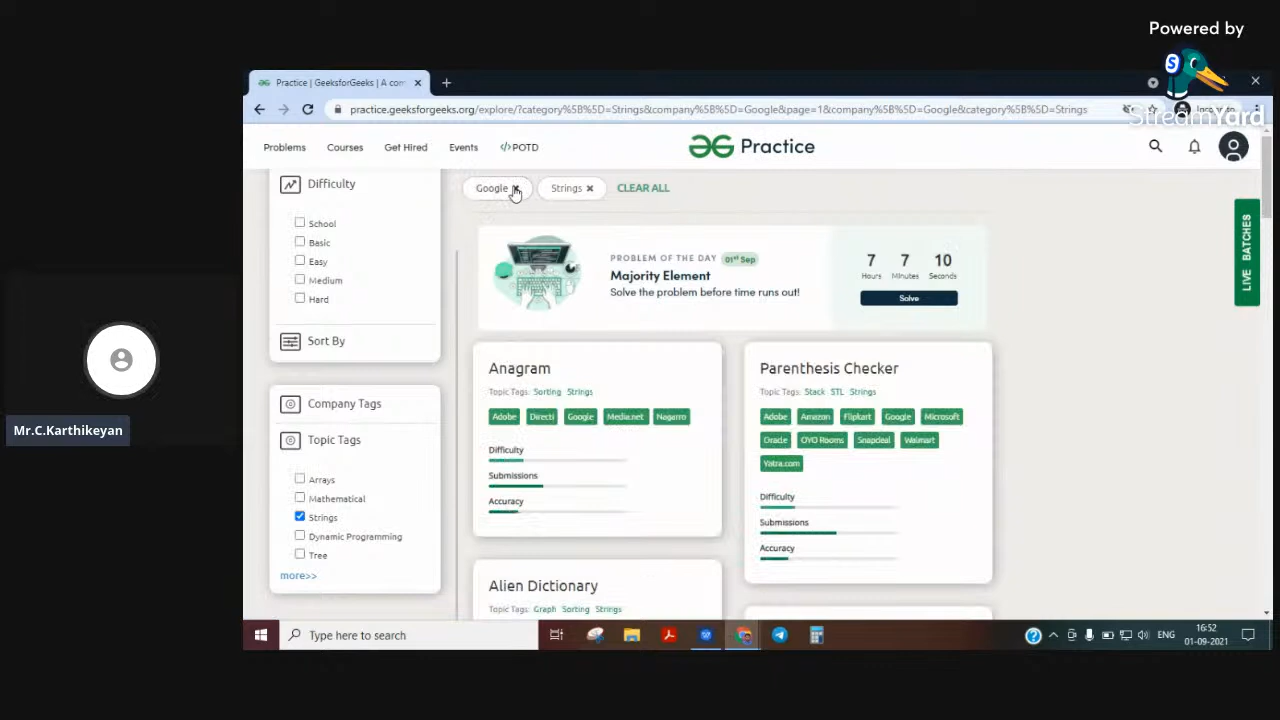 Powered by
StreamYard
Practice | GeeksforGeeks | A com
practice.geeksforgeeks.org/explore/?category%5B%5D=Strings&company%5B%5D=Google&page=1&company%5B%5D=Google&category%5B%5D=Strings
Problems
Courses
Get Hired
Events
</>POTD
Practice
Difficulty
School
Basic
Easy
Medium
Hard
Sort By
Company Tags
Topic Tags
Arrays
Mathematical
Strings
Dynamic Programming
Tree
more>>
Google
Strings
CLEAR ALL
PROBLEM OF THE DAY 01st Sep
Majority Element
Solve the problem before time runs out!
7 7 10
Hours Minutes Seconds
Solve
LIVE BATCHES
Anagram
Topic Tags: Sorting Strings
Adobe Directi Google Media.net Nagarro
Difficulty
Submissions
Accuracy
Parenthesis Checker
Topic Tags: Stack STL Strings
Adobe Amazon Flipkart Google Microsoft
Oracle OYO Rooms Snapdeal Walmart
Yatra.com
Difficulty
Submissions
Accuracy
Alien Dictionary
Topic Tags: Graph Sorting Strings
Mr.C.Karthikeyan
Type here to search
ENG
16:52
01-09-2021